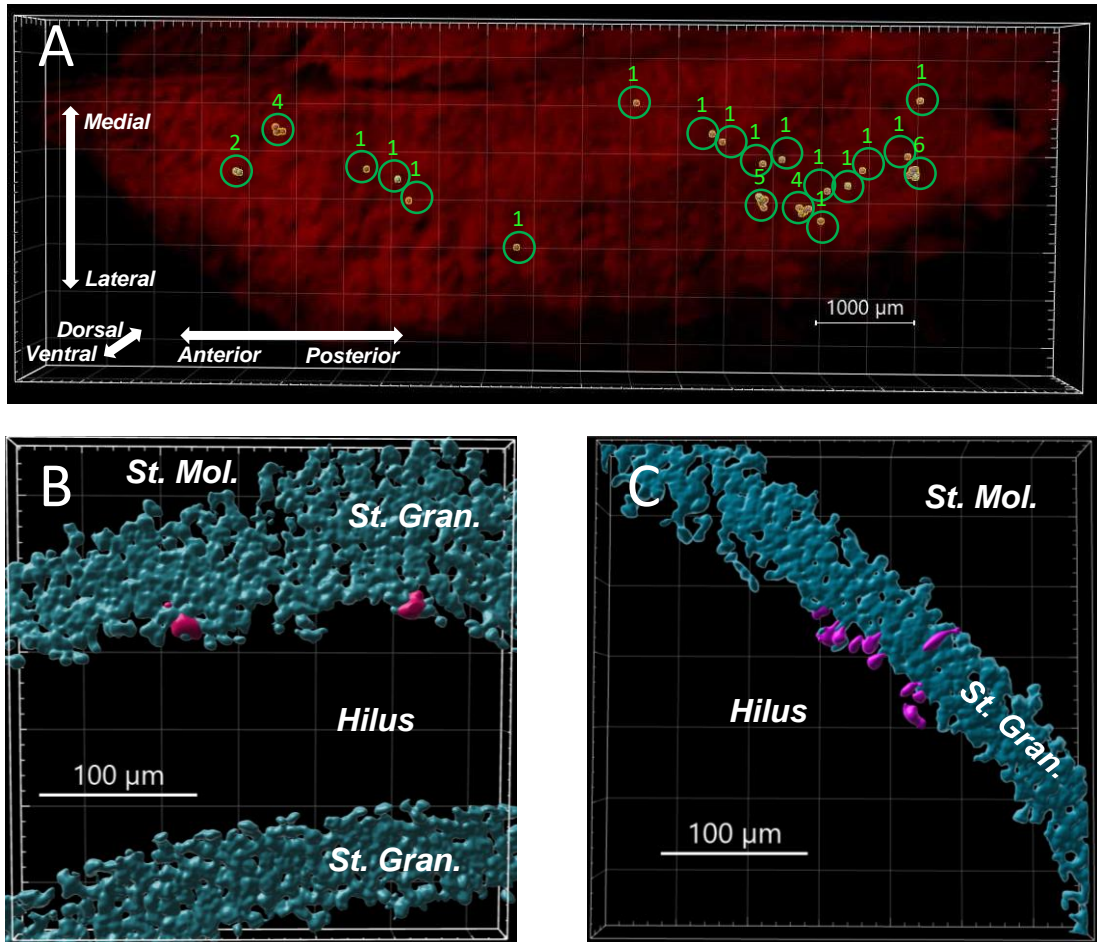 A
Medial
Lateral
Dorsal
Ventral
Anterior
Posterior
2
4
1
1
1
1
1
1
1
1
1
5
4
1
1
1
1
1
6
1
1000 µm
B
St. Mol.
St. Gran.
Hilus
100 µm
St. Gran.
C
St. Mol.
Hilus
St. Gran.
100 µm